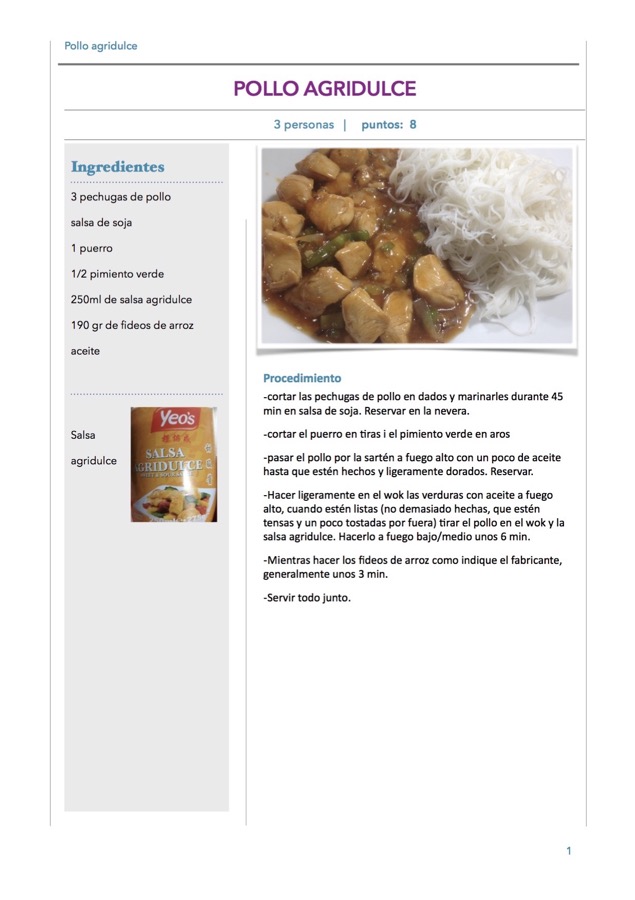 Pollo agridulce
POLLO AGRIDULCE
3 personas | puntos: 8
Ingredientes
3 pechugas de pollo
salsa de soja
1 puerro
1/2 pimiento verde
250ml de salsa agridulce
190 gr de fideos de arroz
aceite
Salsa
agridulce
Yeo's
SALSA
AGRIDULCE
Procedimiento
-cortar las pechugas de pollo en dados y marinarles durante 45
min en salsa de soja. Reservar en la nevera.
-cortar el puerro en tiras i el pimiento verde en aros
-pasar el pollo por la sartén a fuego alto con un poco de aceite
hasta que estén hechos y ligeramente dorados. Reservar.
-Hacer ligeramente en el wok las verduras con aceite a fuego
alto, cuando estén listas (no demasiado hechas, que estén
tensas y un poco tostadas por fuera) tirar el pollo en el wok y la
salsa agridulce. Hacerlo a fuego bajo/medio unos 6 min.
-Mientras hacer los fideos de arroz como indique el fabricante,
generalmente unos 3 min.
-Servir todo junto.
1